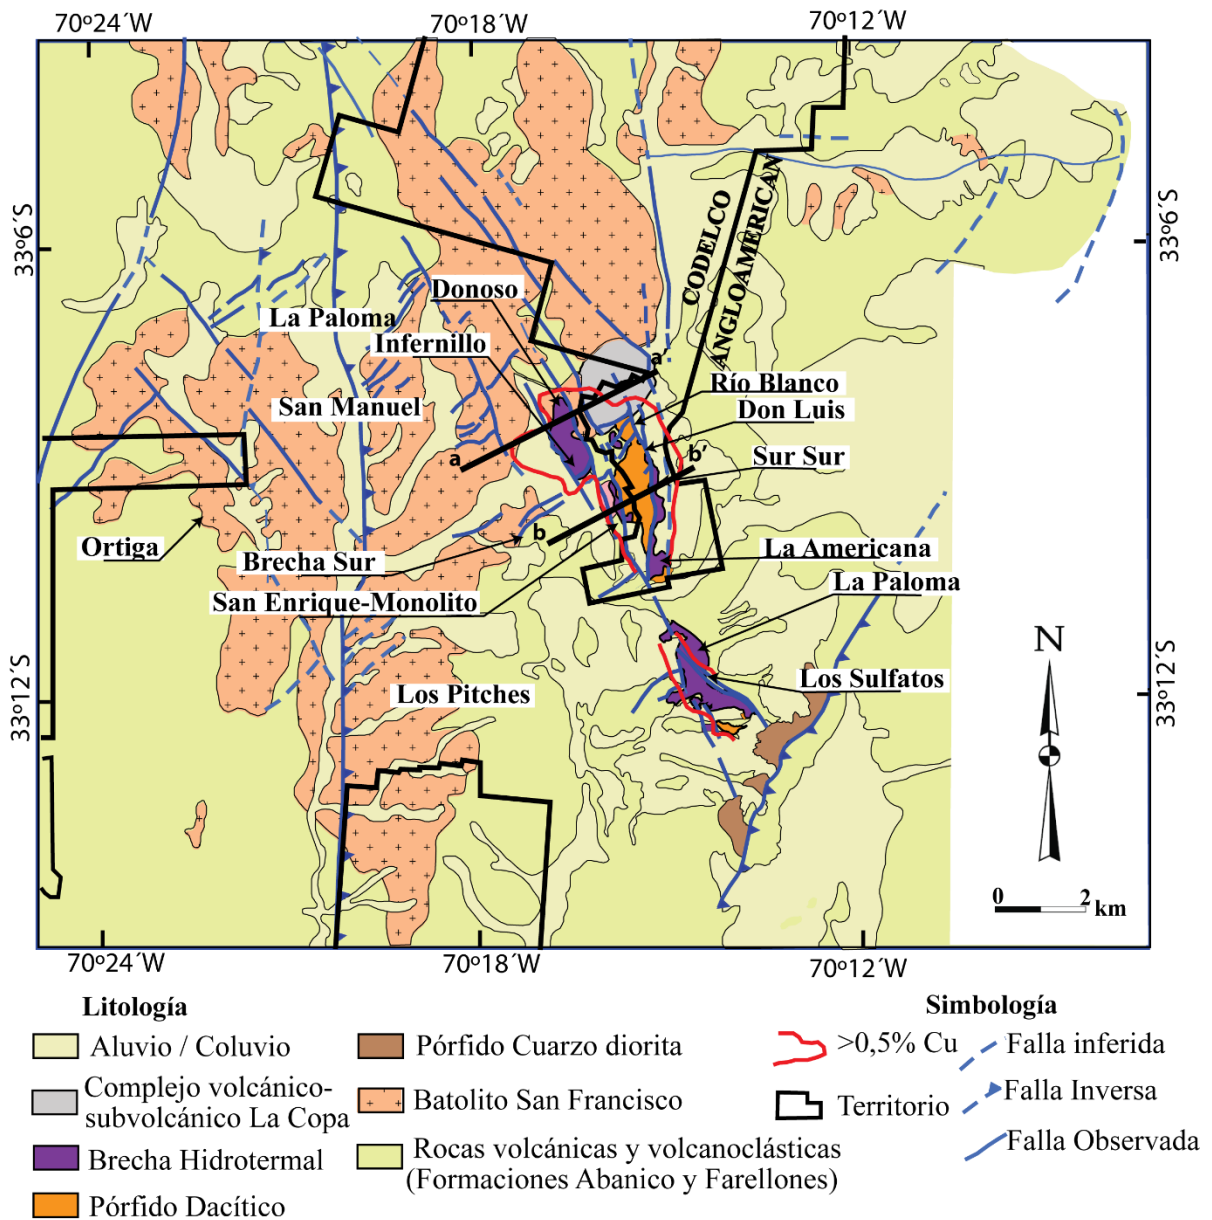 70º24´W
70º18´W
70º12´W
33º6´S
33º6´S
CODELCO
ANGLOAMERICAN
Donoso
La Paloma
Infernillo
a'
Río Blanco
San Manuel
Don Luis
a
b'
Sur Sur
b
Ortiga
Brecha Sur
La Americana
La Paloma
San Enrique-Monolito
N
33º12´S
33º12´S
Los Sulfatos
Los Pitches
0 2 km
70º24´W
70º18´W
70º12´W
Litología
Simbología
Aluvio / Coluvio
Complejo volcánico-
subvolcánico La Copa
Brecha Hidrotermal
Pórfido Dacítico
Pórfido Cuarzo diorita
Batolito San Francisco
Rocas volcánicas y volcanoclásticas
(Formaciones Abanico y Farellones)
>0,5% Cu
Territorio
Falla inferida
Falla Inversa
Falla Observada